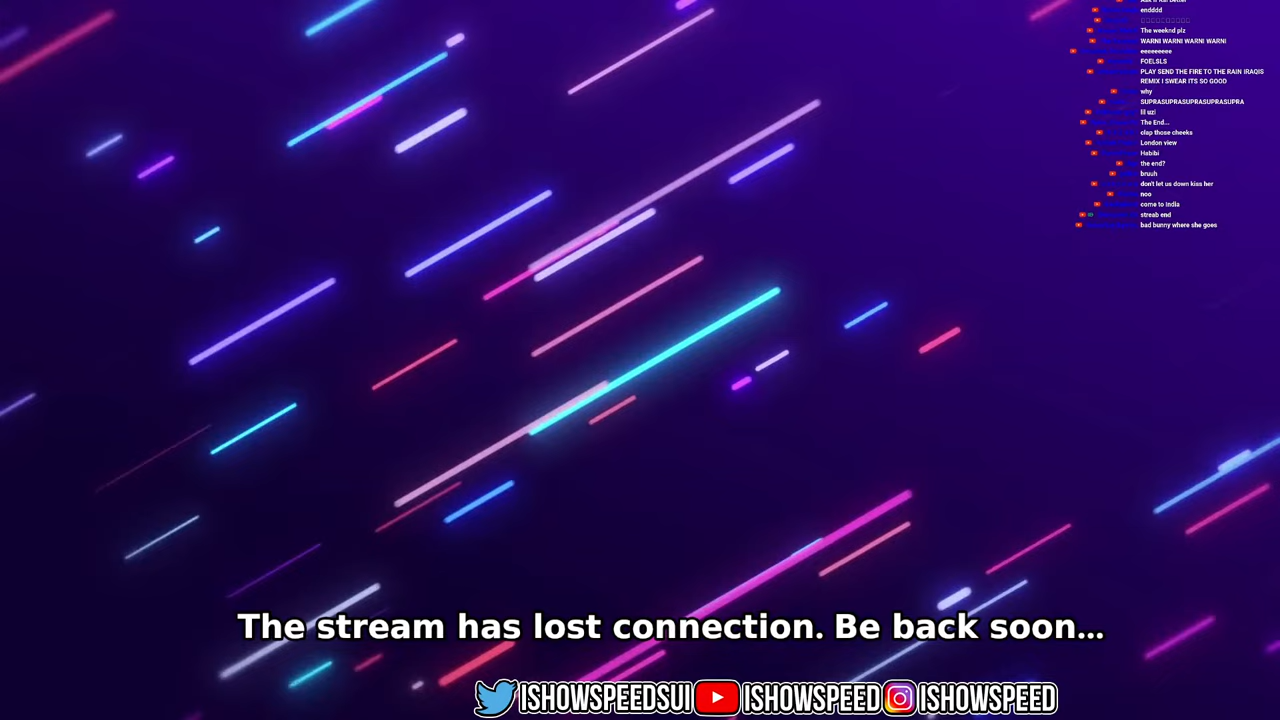 endddd
The weeknd plz
WARNI WARNI WARNI WARNI
eeeeeeee
FOELSLS
PLAY SEND THE FIRE TO THE RAIN IRAQIS
REMIX I SWEAR ITS SO GOOD
why
SUPRASUPRASUPRASUPRASUPRA
lil uzi
The End...
clap those cheeks
London view
Habibi
the end?
bruuh
don't let us down kiss her
noo
come to India
streab end
bad bunny where she goes
The stream has lost connection. Be back soon...
ISHOWSPEEDSUI ISHOWSPEED ISHOWSPEED